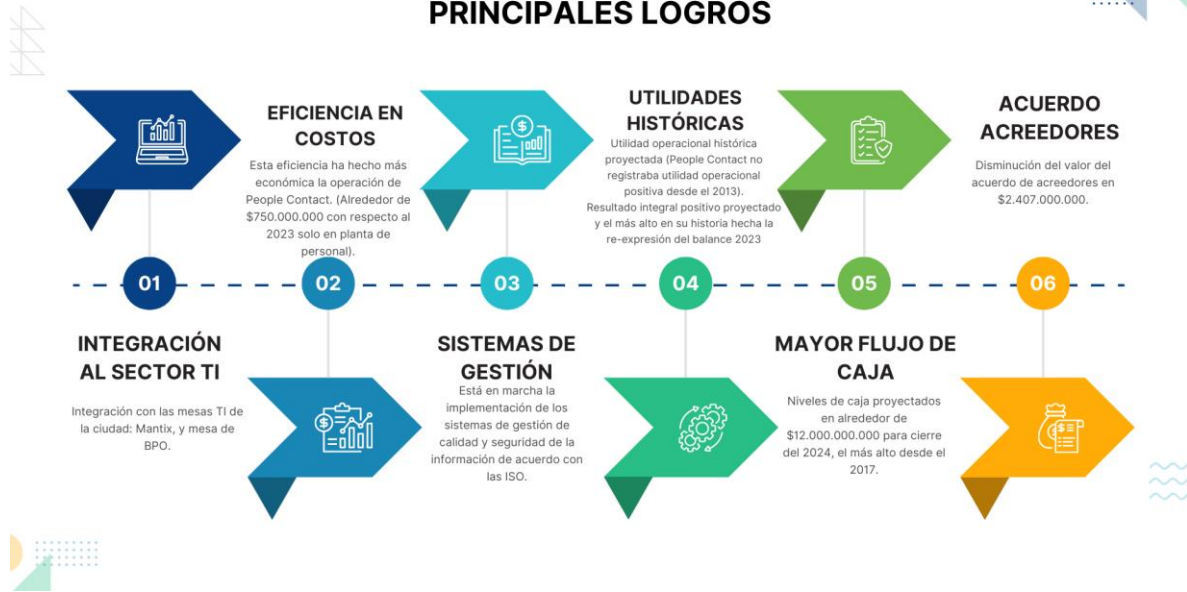 PRINCIPALES LOGROS
01
INTEGRACIÓN
AL SECTOR TI
Integración con las mesas TI de
la ciudad: Mantix, y mesa de
BPO.
EFICIENCIA EN
COSTOS
Esta eficiencia ha hecho más
económica la operación de
People Contact. (Alrededor de
$750.000.000 con respecto al
2023 solo en planta de
personal).
02
03
SISTEMAS DE
GESTIÓN
Está en marcha la
implementación de los
sistemas de gestión de
calidad y seguridad de la
información de acuerdo con
las ISO.
UTILIDADES
HISTÓRICAS
Utilidad operacional histórica
proyectada (People Contact no
registraba utilidad operacional
positiva desde el 2013).
Resultado integral positivo proyectado
y el más alto en su historia hecha la
re-expresión del balance 2023
04
05
MAYOR FLUJO DE
CAJA
Niveles de caja proyectados
en alrededor de
$12.000.000.000 para cierre
del 2024, el más alto desde el
2017.
ACUERDO
ACREEDORES
Disminución del valor del
acuerdo de acreedores en
$2.407.000.000.
06